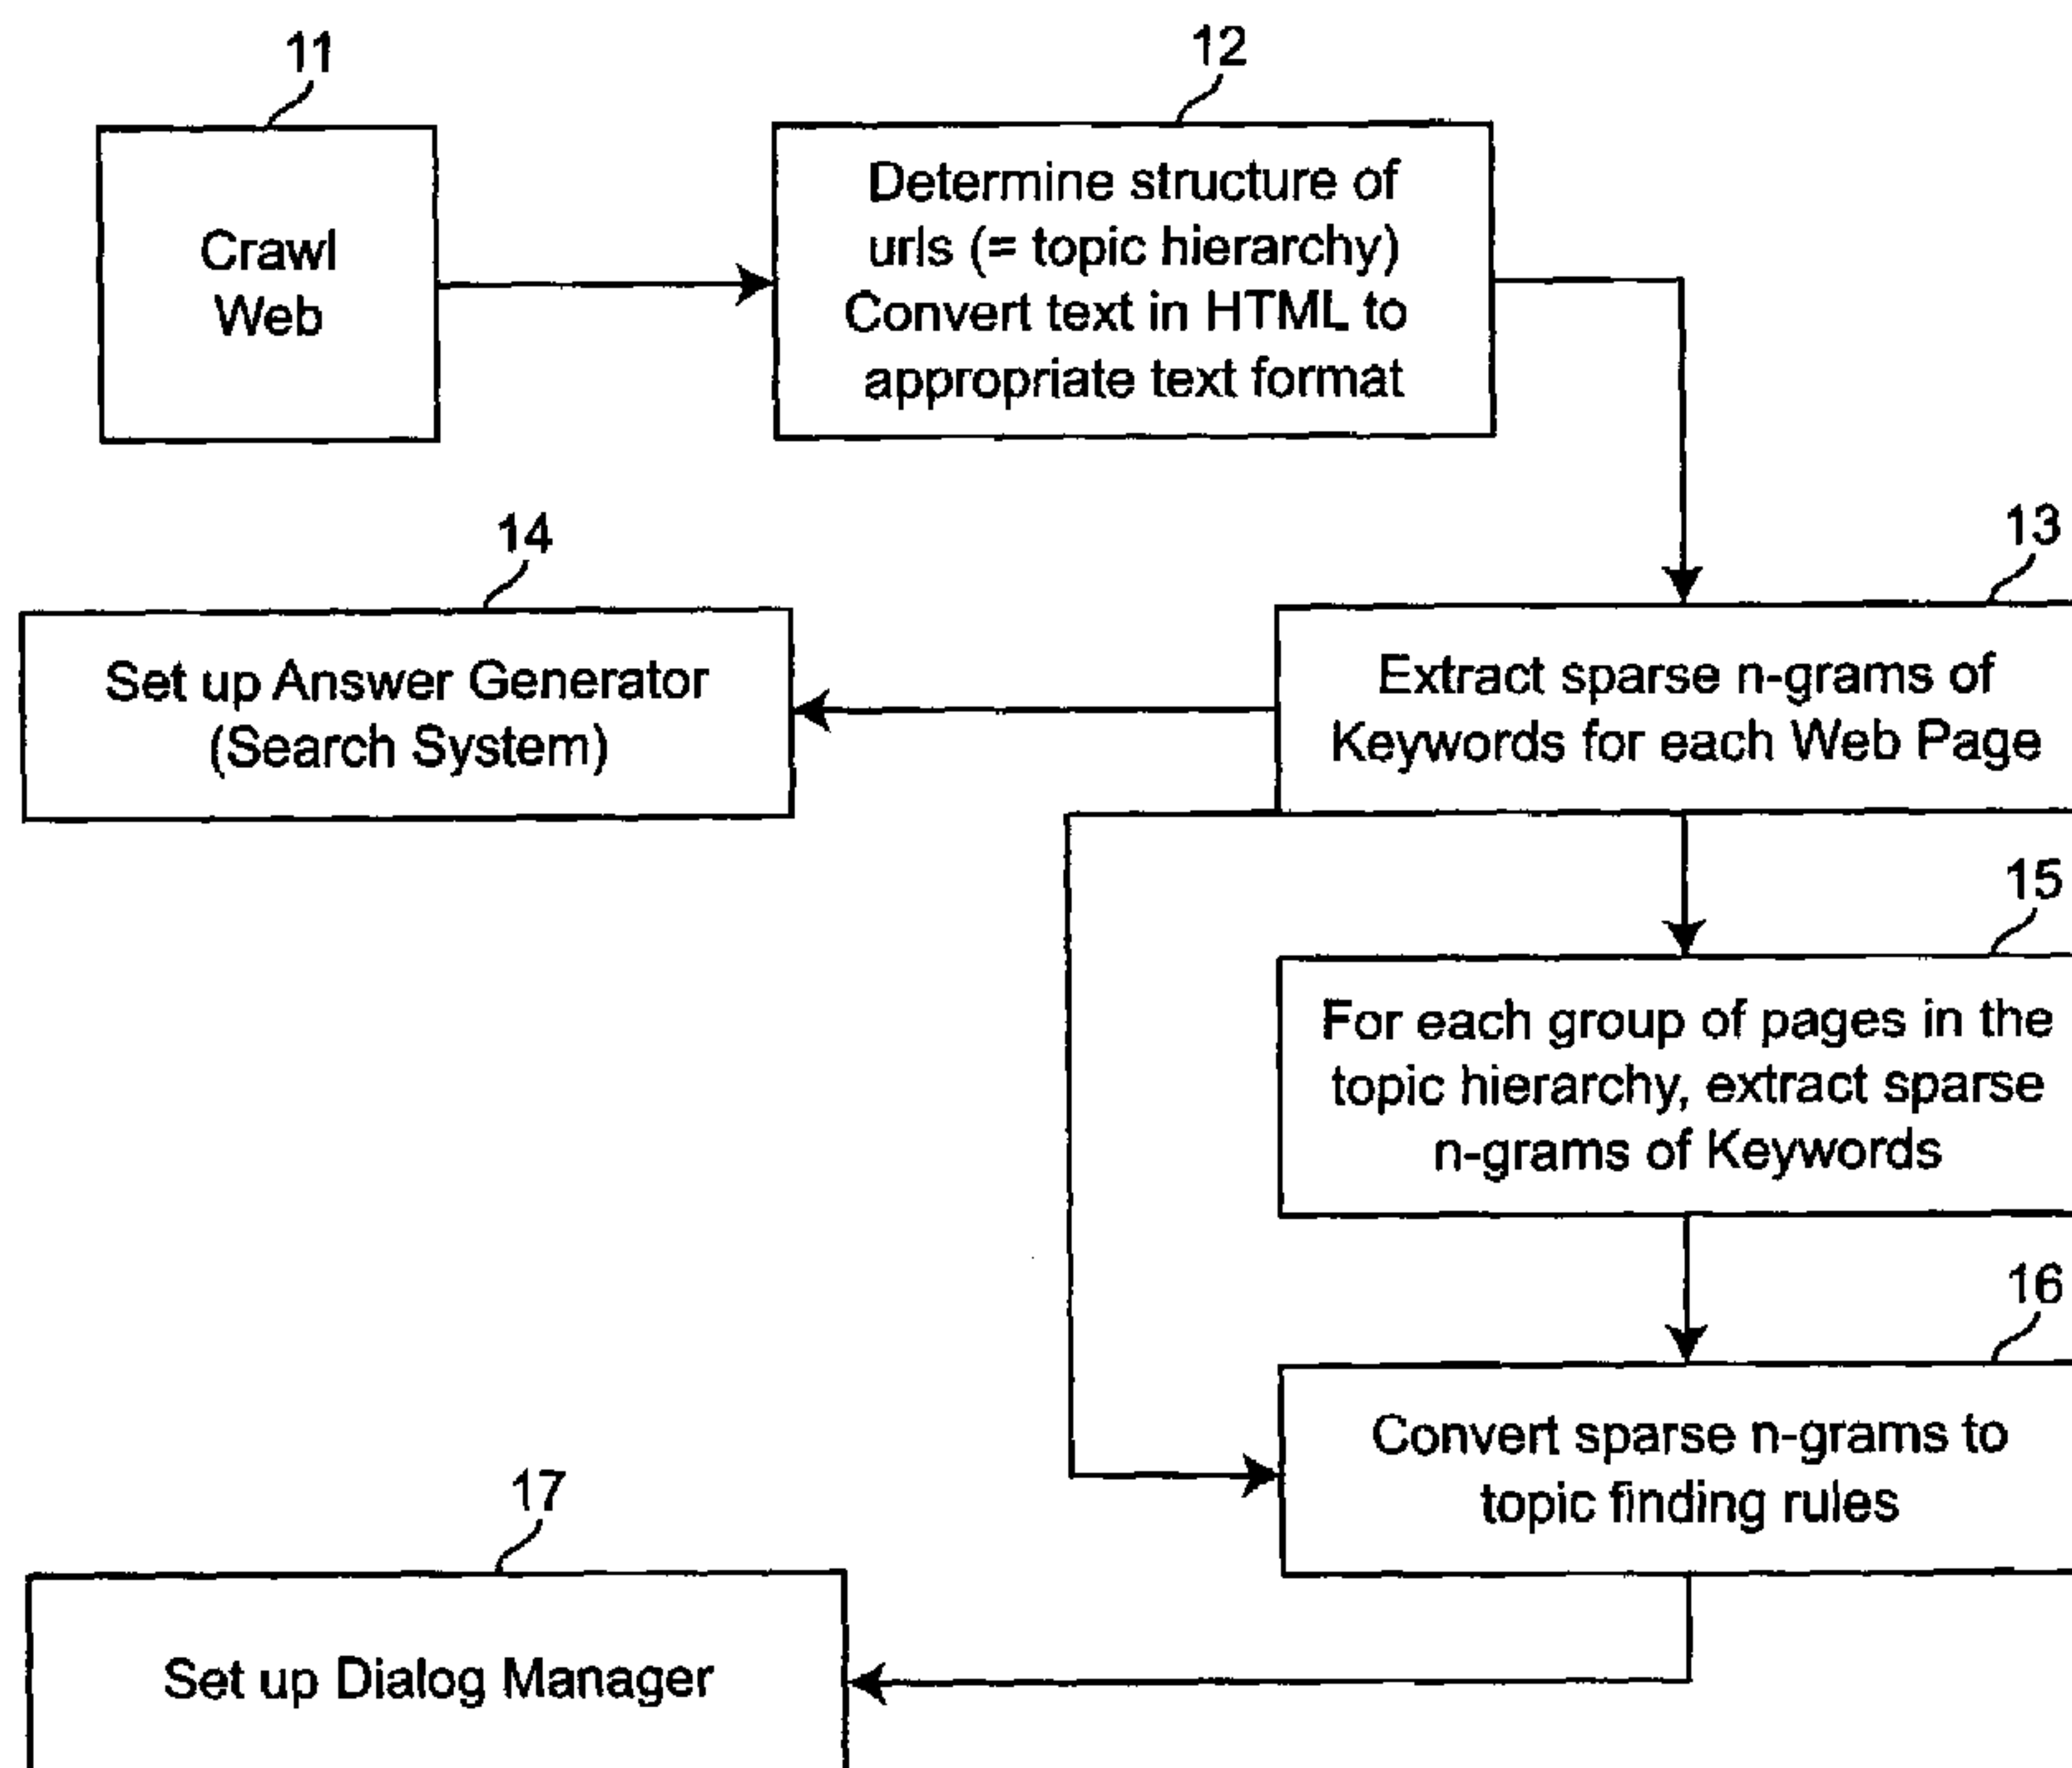 11
Crawl
Web
12
Determine structure of
urls (= topic hierarchy)
Convert text in HTML to
appropriate text format
13
Extract sparse n-grams of
Keywords for each Web Page
14
Set up Answer Generator
(Search System)
15
For each group of pages in the
topic hierarchy, extract sparse
n-grams of Keywords
16
Convert sparse n-grams to
topic finding rules
17
Set up Dialog Manager